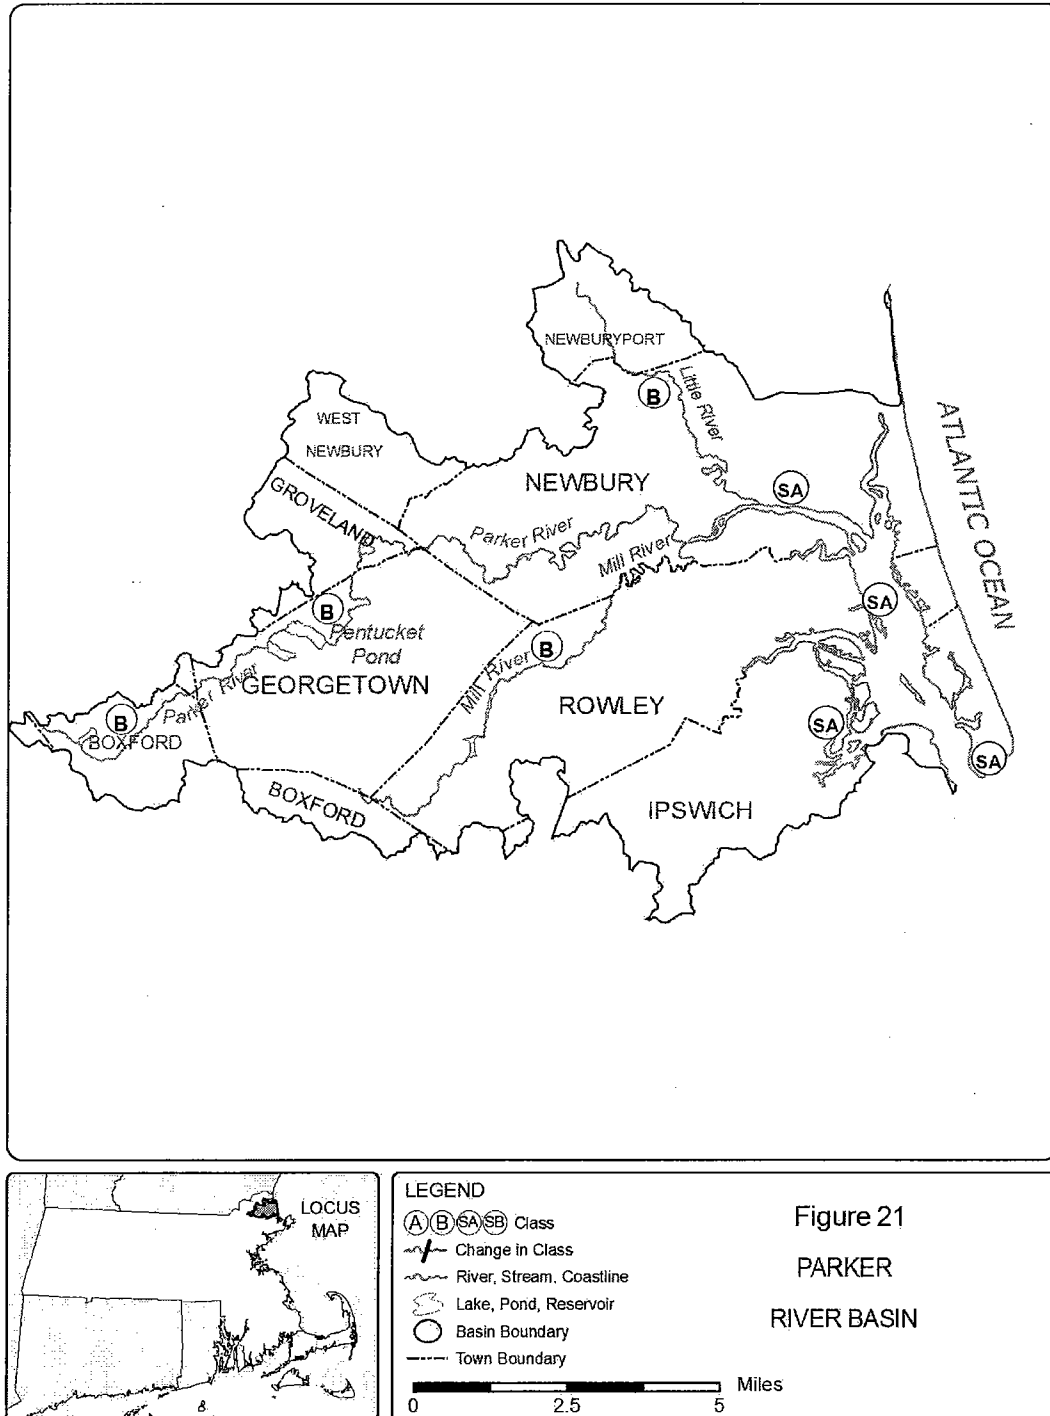 NEWBURYPORT
B
Little River
WEST
NEWBURY
ATLANTIC OCEAN
GROVELAND
NEWBURY
SA
Parker River
Mill River
B
Pentucket
Pond
SA
B
Mill River
GEORGETOWN
Parker River
B
BOXFORD
ROWLEY
SA
SA
BOXFORD
IPSWICH
LOCUS
MAP
LEGEND
A B SA SB Class
Change in Class
River, Stream, Coastline
Lake, Pond, Reservoir
Basin Boundary
Town Boundary
0 2.5 5 Miles
Figure 21
PARKER
RIVER BASIN